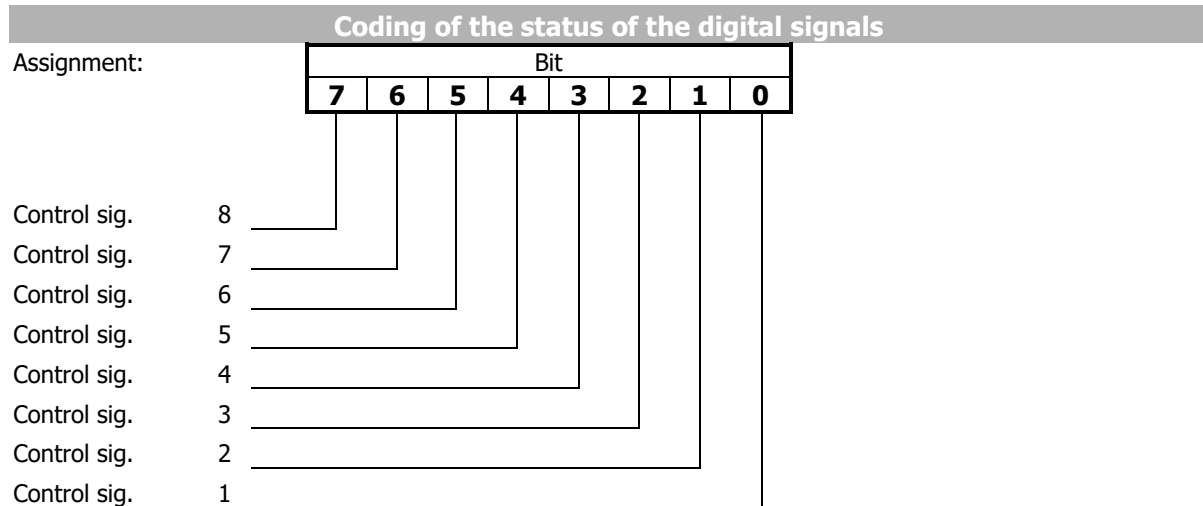 Coding of the status of the digital signals
Assignment: Bit
7 6 5 4 3 2 1 0
Control sig. 8
Control sig. 7
Control sig. 6
Control sig. 5
Control sig. 4
Control sig. 3
Control sig. 2
Control sig. 1